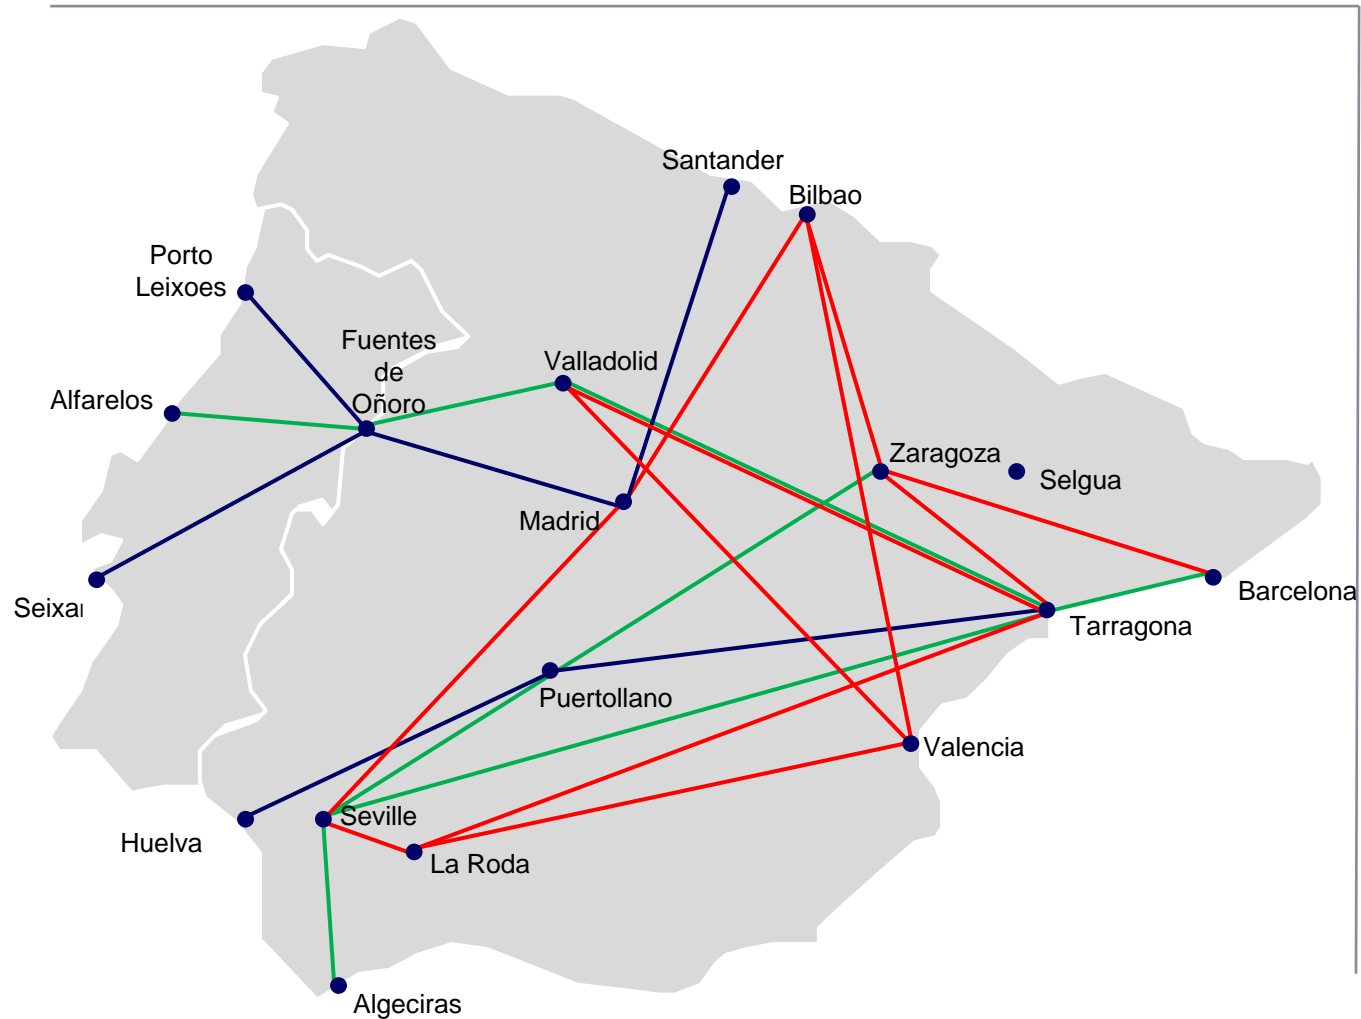 Santander
Bilbao
Porto
Leixoes
Fuentes
de
Oñoro
Valladolid
Alfarelos
Zaragoza
Selgua
Madrid
Barcelona
Seixa
Tarragona
Puertollano
Valencia
Seville
Huelva
La Roda
Algeciras